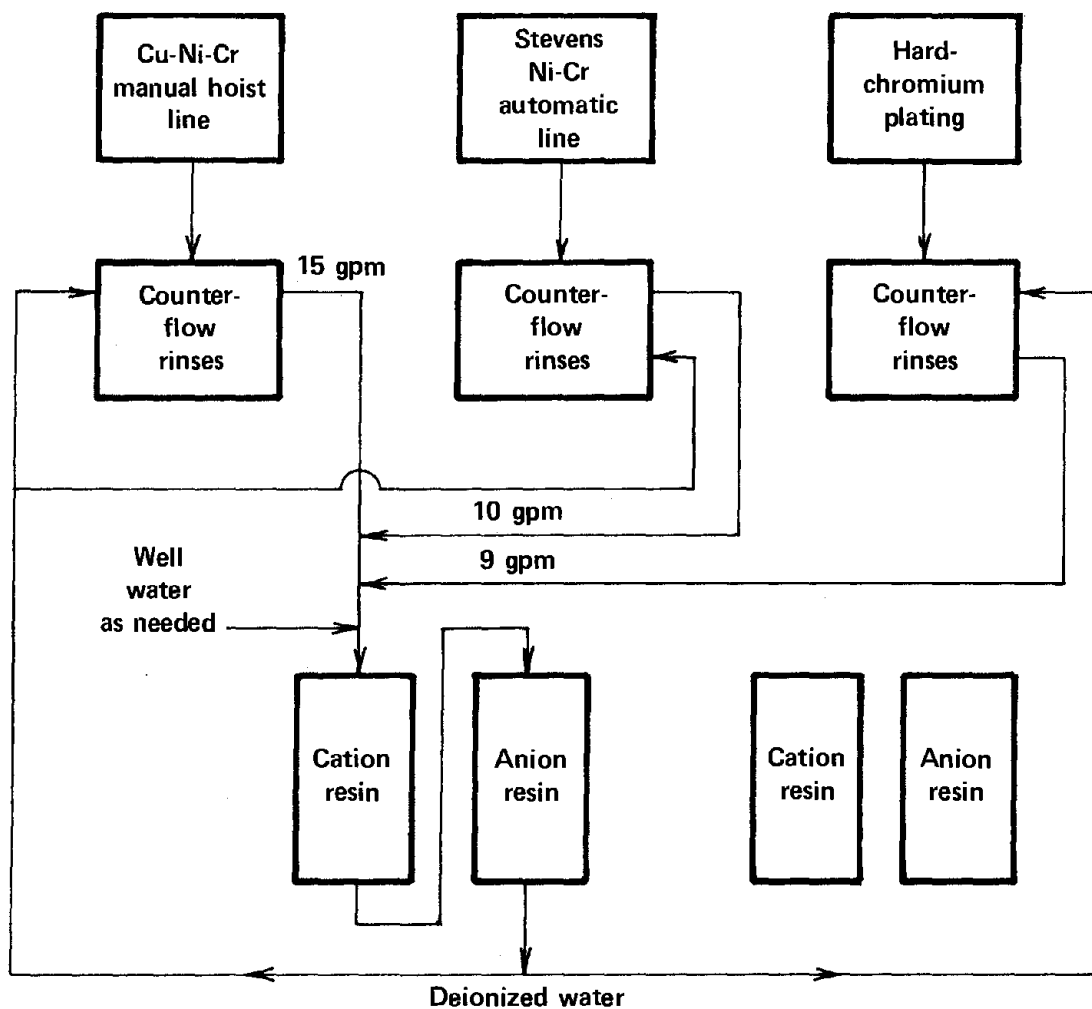 Cu-Ni-Cr
manual hoist
line
Stevens
Ni-Cr
automatic
line
Hard-
chromium
plating
15 gpm
Counter-
flow
rinses
Counter-
flow
rinses
Counter-
flow
rinses
10 gpm
9 gpm
Well
water
as needed
Cation
resin
Anion
resin
Cation
resin
Anion
resin
Deionized water